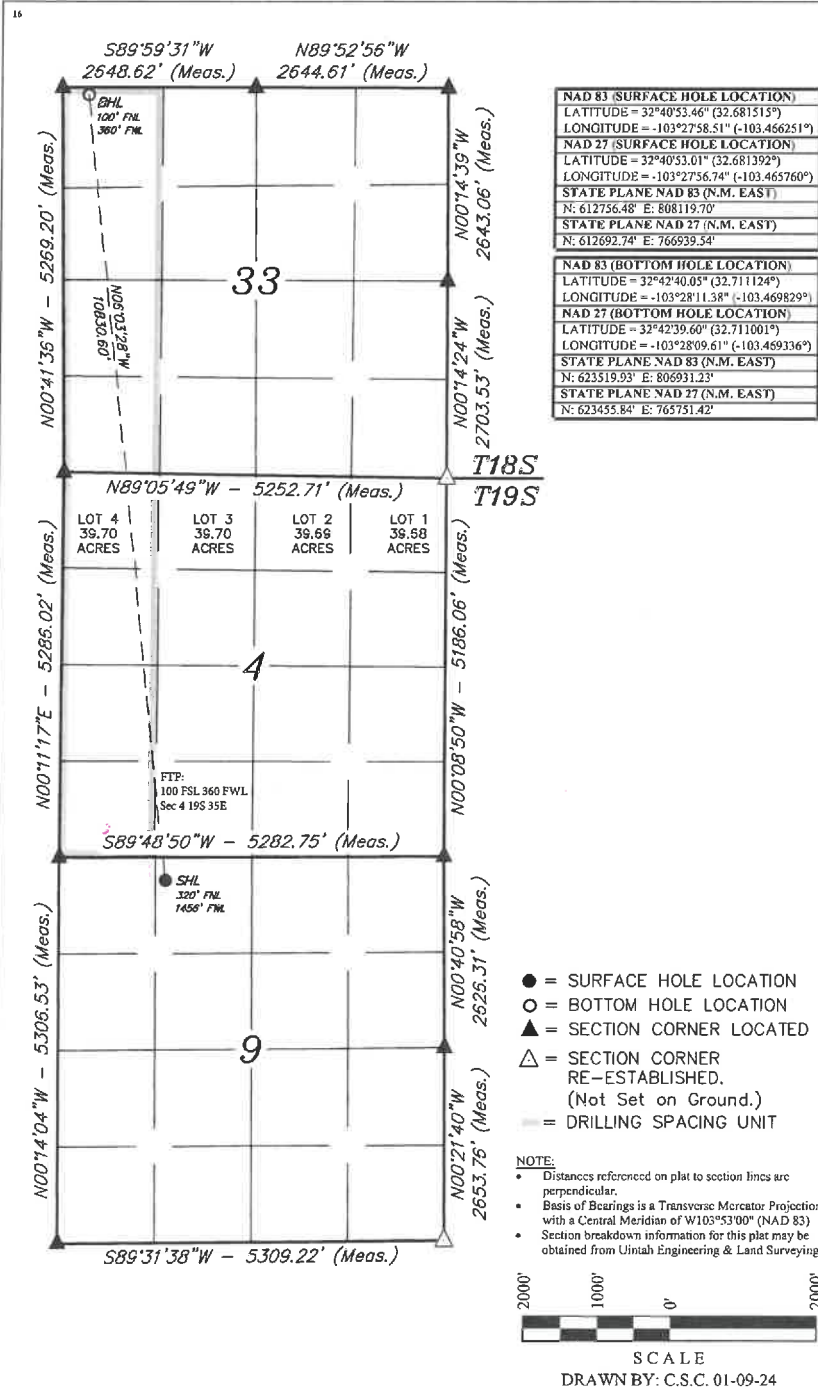 16
S89°59'31"W
2648.62' (Meas.)
N89°52'56"W
2644.61' (Meas.)
BHL
100' FNL
360' FWL
N00°41'35"W – 5269.20' (Meas.)
N05°03'28"W
10830.60'
33
N00°14'39"W
2643.06' (Meas.)
N00°14'24"W
2703.53' (Meas.)
T18S
T19S
N89°05'49"W – 5252.71' (Meas.)
LOT 4
39.70
ACRES
LOT 3
39.70
ACRES
LOT 2
39.69
ACRES
LOT 1
39.58
ACRES
N00°11'17"E – 5285.02' (Meas.)
4
N00°08'50"W – 5186.06' (Meas.)
FTP:
100 FSL 360 FWL
Sec 4 19S 35E
S89°48'50"W – 5282.75' (Meas.)
SHL
320' FNL
1456' FWL
N00°14'04"W – 5306.53' (Meas.)
9
N00°40'58"W
2625.31' (Meas.)
N00°21'40"W
2653.75' (Meas.)
S89°31'38"W – 5309.22' (Meas.)
NAD 83 (SURFACE HOLE LOCATION)
LATITUDE = 32°40'53.46" (32.681515°)
LONGITUDE = -103°27'58.51" (-103.466251°)
NAD 27 (SURFACE HOLE LOCATION)
LATITUDE = 32°40'53.01" (32.681392°)
LONGITUDE = -103°27'56.74" (-103.465760°)
STATE PLANE NAD 83 (N.M. EAST)
N: 612756.48' E: 808119.70'
STATE PLANE NAD 27 (N.M. EAST)
N: 612692.74' E: 766939.54'
NAD 83 (BOTTOM HOLE LOCATION)
LATITUDE = 32°42'40.05" (32.711124°)
LONGITUDE = -103°28'11.38" (-103.469829°)
NAD 27 (BOTTOM HOLE LOCATION)
LATITUDE = 32°42'39.60" (32.711001°)
LONGITUDE = -103°28'09.61" (-103.469336°)
STATE PLANE NAD 83 (N.M. EAST)
N: 623519.93' E: 806931.23'
STATE PLANE NAD 27 (N.M. EAST)
N: 623455.84' E: 765751.42'
= SURFACE HOLE LOCATION
= BOTTOM HOLE LOCATION
= SECTION CORNER LOCATED
= SECTION CORNER
RE-ESTABLISHED.
(Not Set on Ground.)
= DRILLING SPACING UNIT
NOTE:
• Distances referenced on plat to section lines are
perpendicular.
• Basis of Bearings is a Transverse Mercator Projection
with a Central Meridian of W103°53'00" (NAD 83)
• Section breakdown information for this plat may be
obtained from Uintah Engineering & Land Surveying
2000' 1000' 0' 2000'
SCALE
DRAWN BY: C.S.C. 01-09-24